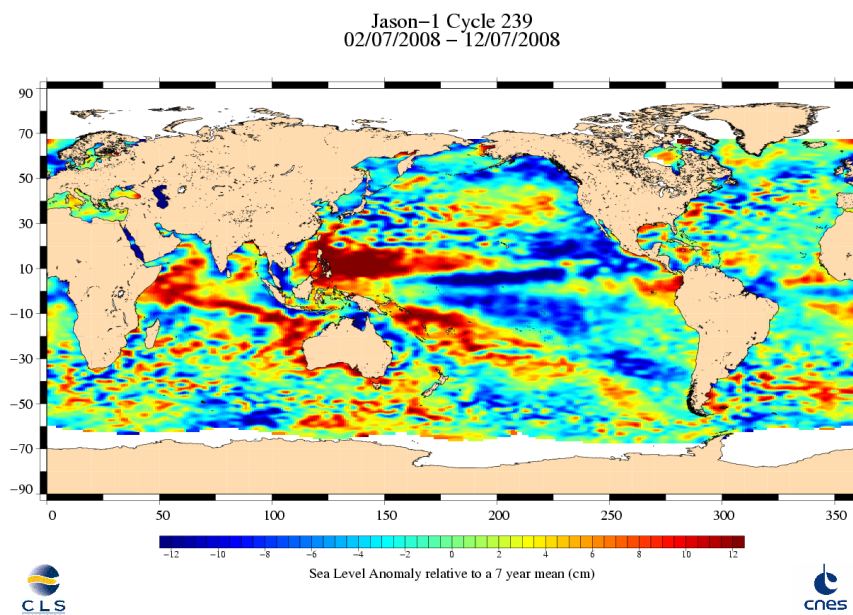 Jason−1 Cycle 239
02/07/2008 − 12/07/2008
90
70
50
30
10
−10
−30
−50
−70
−90
0 50 100 150 200 250 300 350
−12 −10 −8 −6 −4 −2 0 2 4 6 8 10 12
Sea Level Anomaly relative to a 7 year mean (cm)
CLS
cnes